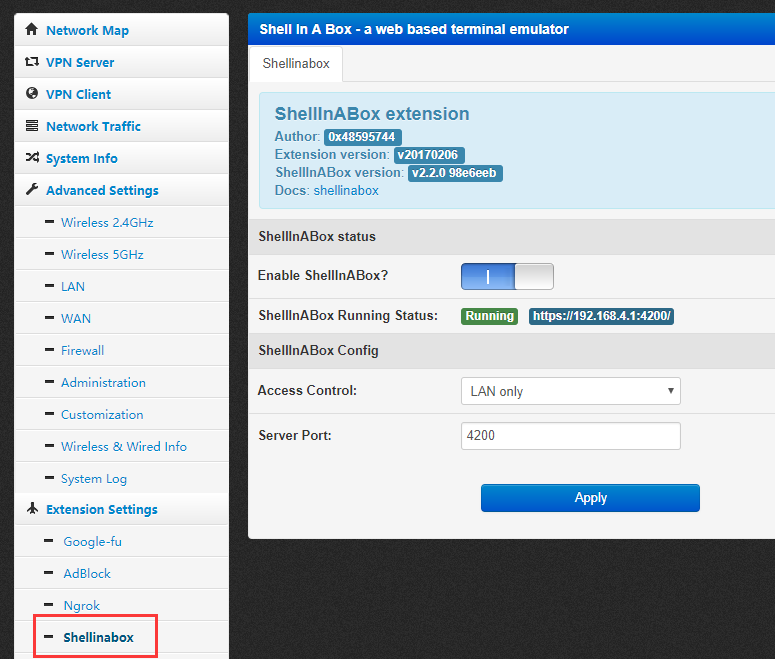 Network Map
VPN Server
VPN Client
Network Traffic
System Info
Advanced Settings
Wireless 2.4GHz
Wireless 5GHz
LAN
WAN
Firewall
Administration
Customization
Wireless & Wired Info
System Log
Extension Settings
Google-fu
AdBlock
Ngrok
Shellinabox
Shell In A Box - a web based terminal emulator
Shellinabox
ShellInABox extension
Author: 0x48595744
Extension version: v20170206
ShellInABox version: v2.2.0 98e6eeb
Docs: shellinabox
ShellInABox status
Enable ShellInABox?
ShellInABox Running Status: Running https://192.168.4.1:4200/
ShellInABox Config
Access Control: LAN only
Server Port: 4200
Apply